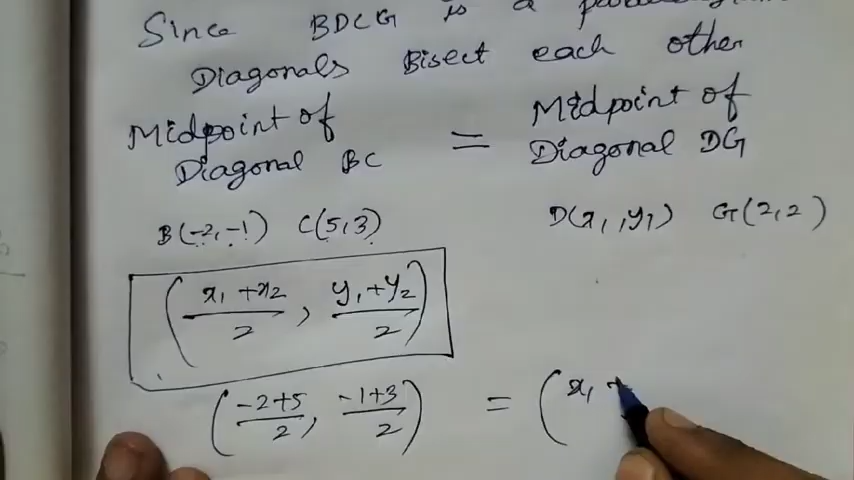 Since BDCG is a
Diagonals Bisect each other
Midpoint of Diagonal BC = Midpoint of Diagonal DG
B(-2,-1) C(5,3) D(x₁,y₁) G(2,2)
((x₁+x₂)/2, (y₁+y₂)/2)
((-2+5)/2, (-1+3)/2) = (x₁